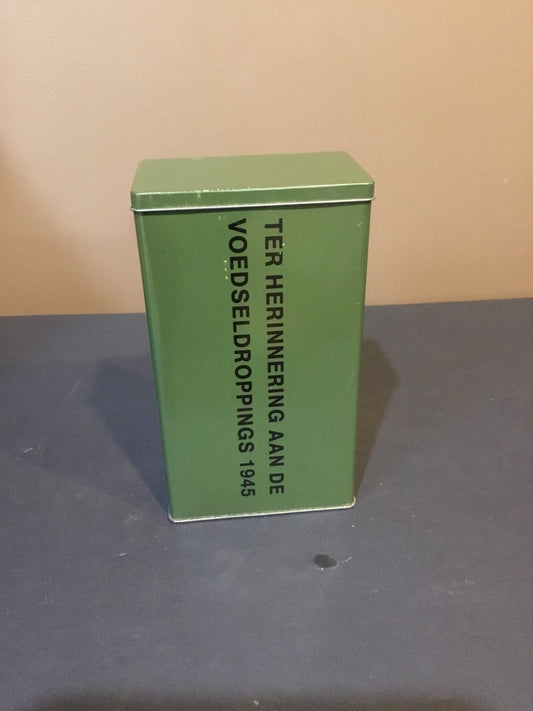 TER HERINNERING AAN DE
VOEDSELDROPPINGS 1945